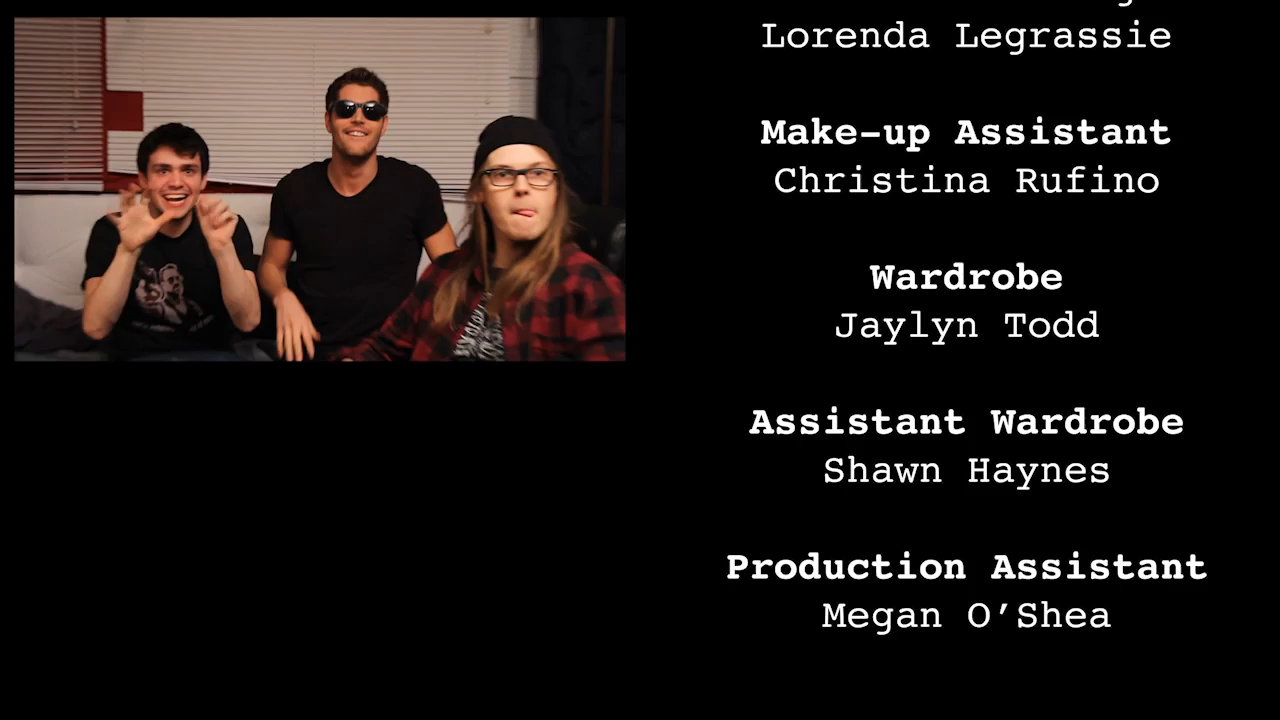 Lorenda Legrassie
Make-up Assistant
Christina Rufino
Wardrobe
Jaylyn Todd
Assistant Wardrobe
Shawn Haynes
Production Assistant
Megan O’Shea